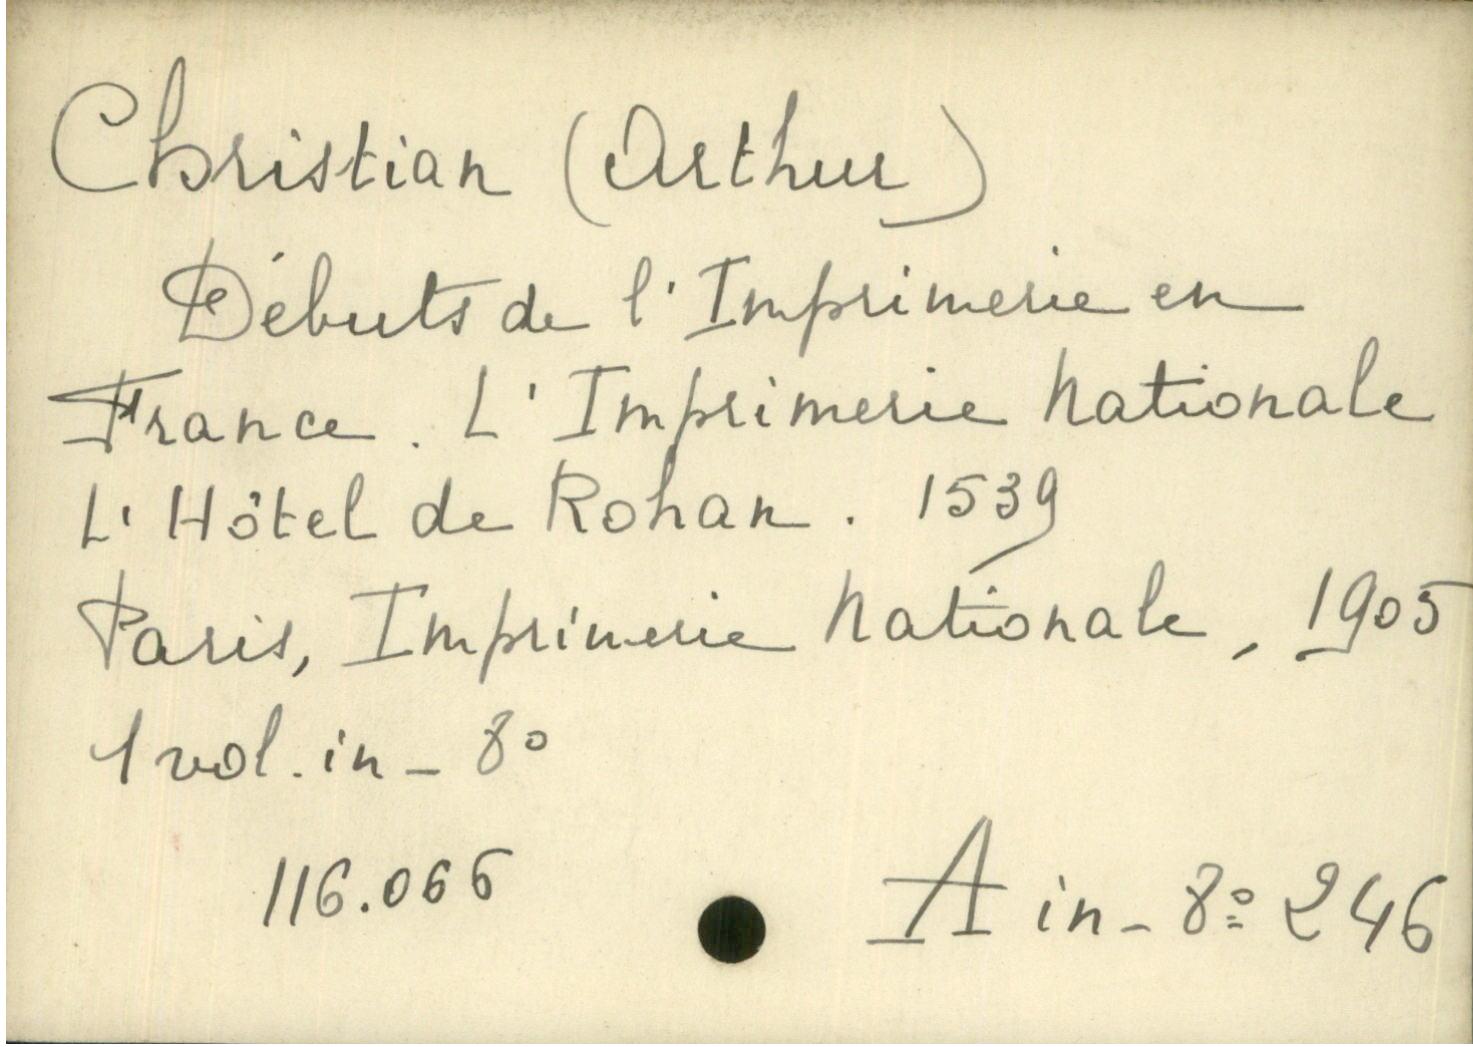 Christian (Arthur)
Débuts de l'Imprimerie en
France. L'Imprimerie Nationale
L'Hôtel de Rohan. 1539
Paris, Imprimerie Nationale, 1905
1 vol. in-8°
116.066
A in-8° 246